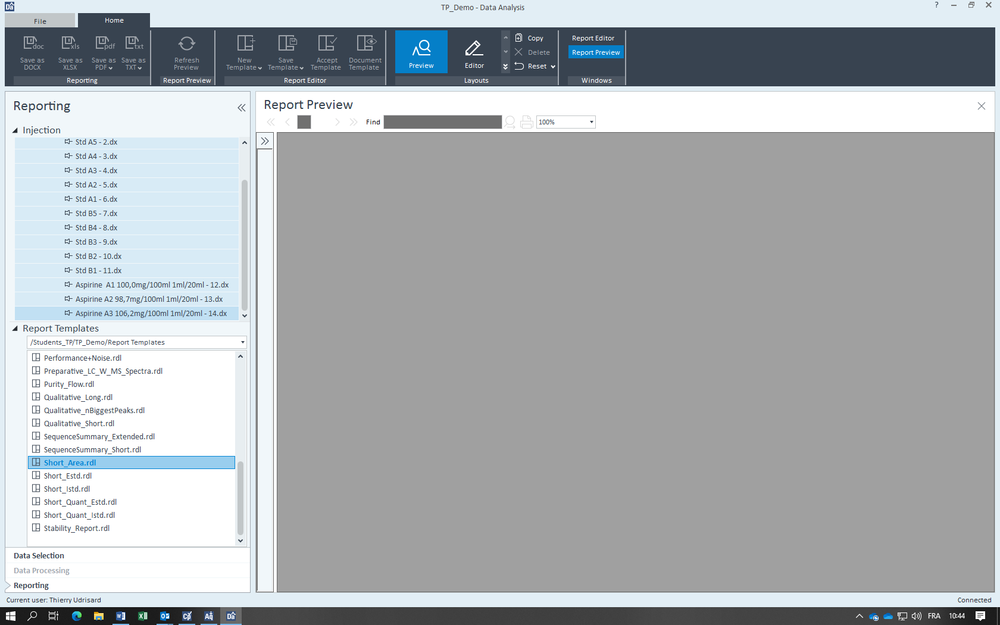 Da
TP_Demo - Data Analysis
?
File
Home
doc
xls
pdf
txt
Save as DOCX
Save as XLSX
Save as PDF
Save as TXT
Reporting
Refresh Preview
Report Preview
New Template
Save Template
Accept Template
Document Template
Report Editor
Preview
Editor
Copy
Delete
Reset
Layouts
Report Editor
Report Preview
Windows
Reporting
Injection
Std A5 - 2.dx
Std A4 - 3.dx
Std A3 - 4.dx
Std A2 - 5.dx
Std A1 - 6.dx
Std B5 - 7.dx
Std B4 - 8.dx
Std B3 - 9.dx
Std B2 - 10.dx
Std B1 - 11.dx
Aspirine  A1 100,0mg/100ml 1ml/20ml - 12.dx
Aspirine A2 98,7mg/100ml 1ml/20ml - 13.dx
Aspirine A3 106,2mg/100ml 1ml/20ml - 14.dx
Report Templates
/Students_TP/TP_Demo/Report Templates
Performance+Noise.rdl
Preparative_LC_W_MS_Spectra.rdl
Purity_Flow.rdl
Qualitative_Long.rdl
Qualitative_nBiggestPeaks.rdl
Qualitative_Short.rdl
SequenceSummary_Extended.rdl
SequenceSummary_Short.rdl
Short_Area.rdl
Short_Estd.rdl
Short_Istd.rdl
Short_Quant_Estd.rdl
Short_Quant_Istd.rdl
Stability_Report.rdl
Data Selection
Data Processing
Reporting
Report Preview
Find
100%
Current user: Thierry Udrisard
Connected
Cp
Aq
Da
FRA
10:44